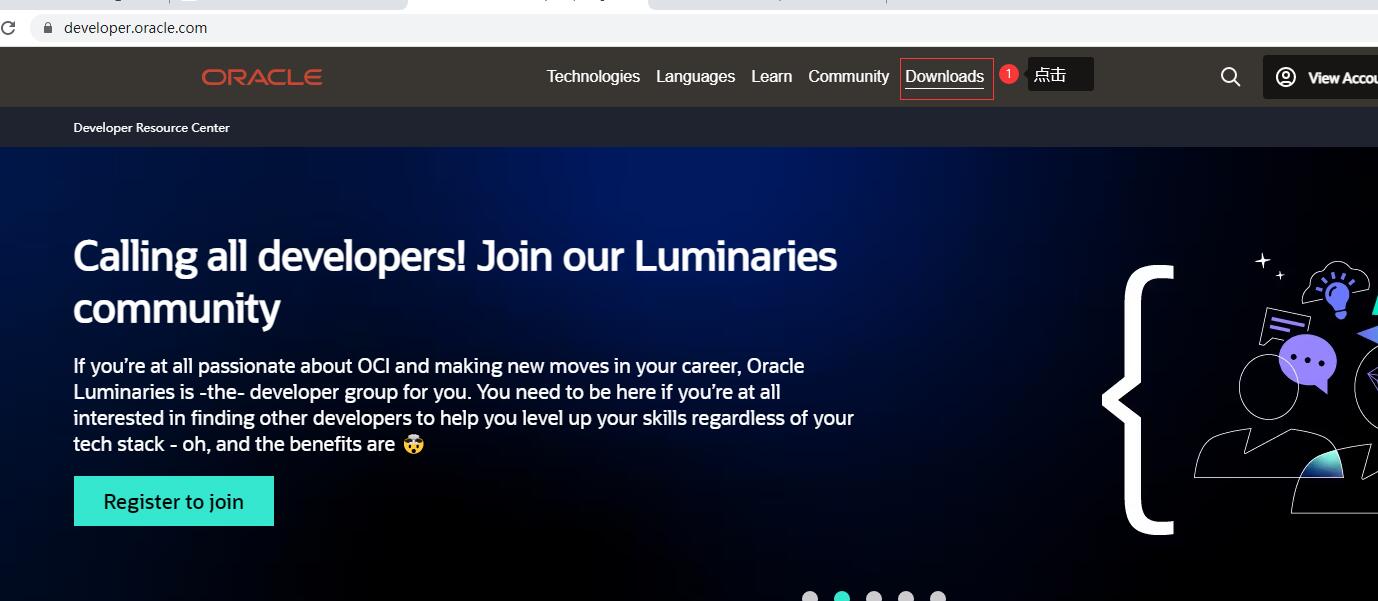 developer.oracle.com
ORACLE
Technologies Languages Learn Community Downloads 1 点击 View Accou
Developer Resource Center
Calling all developers! Join our Luminaries
community
If you’re at all passionate about OCI and making new moves in your career, Oracle
Luminaries is -the- developer group for you. You need to be here if you’re at all
interested in finding other developers to help you level up your skills regardless of your
tech stack - oh, and the benefits are 🤯
Register to join